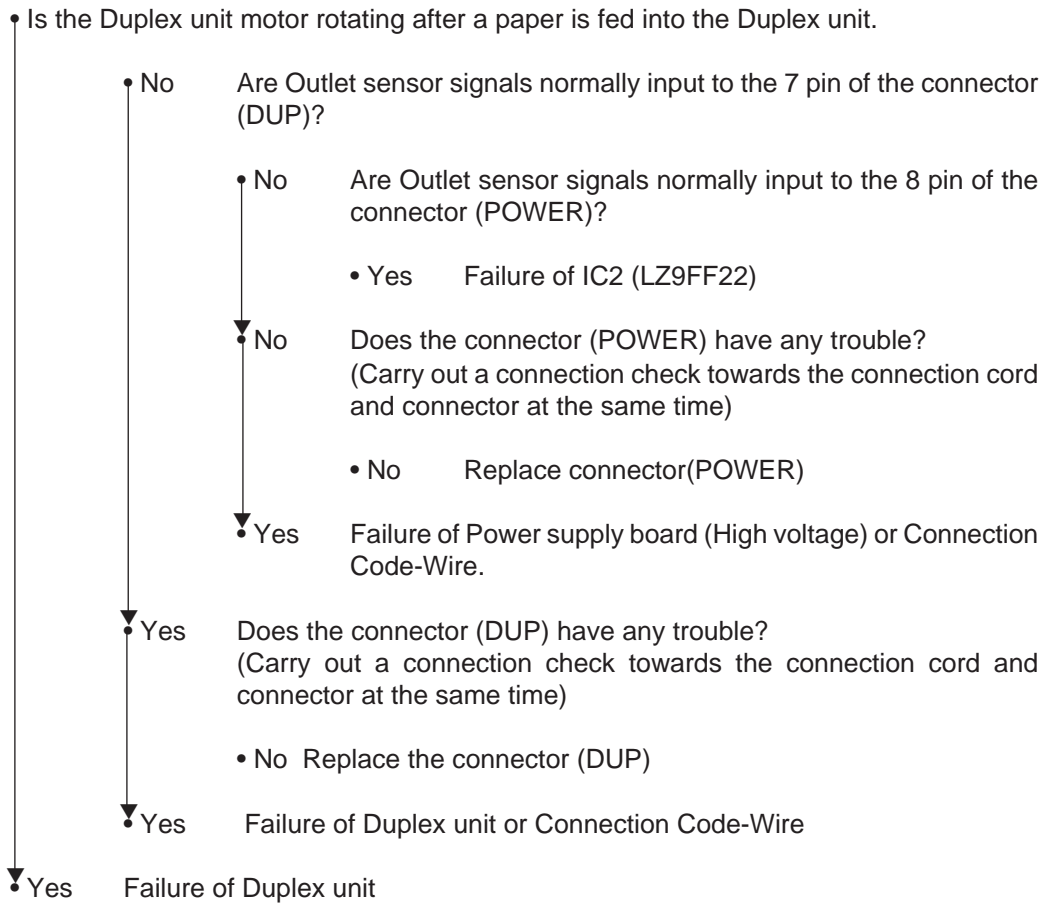 • Is the Duplex unit motor rotating after a paper is fed into the Duplex unit.
• No Are Outlet sensor signals normally input to the 7 pin of the connector
(DUP)?
• No Are Outlet sensor signals normally input to the 8 pin of the
connector (POWER)?
• Yes Failure of IC2 (LZ9FF22)
• No Does the connector (POWER) have any trouble?
(Carry out a connection check towards the connection cord
and connector at the same time)
• No Replace connector(POWER)
• Yes Failure of Power supply board (High voltage) or Connection
Code-Wire.
• Yes Does the connector (DUP) have any trouble?
(Carry out a connection check towards the connection cord and
connector at the same time)
• No Replace the connector (DUP)
• Yes Failure of Duplex unit or Connection Code-Wire
• Yes Failure of Duplex unit